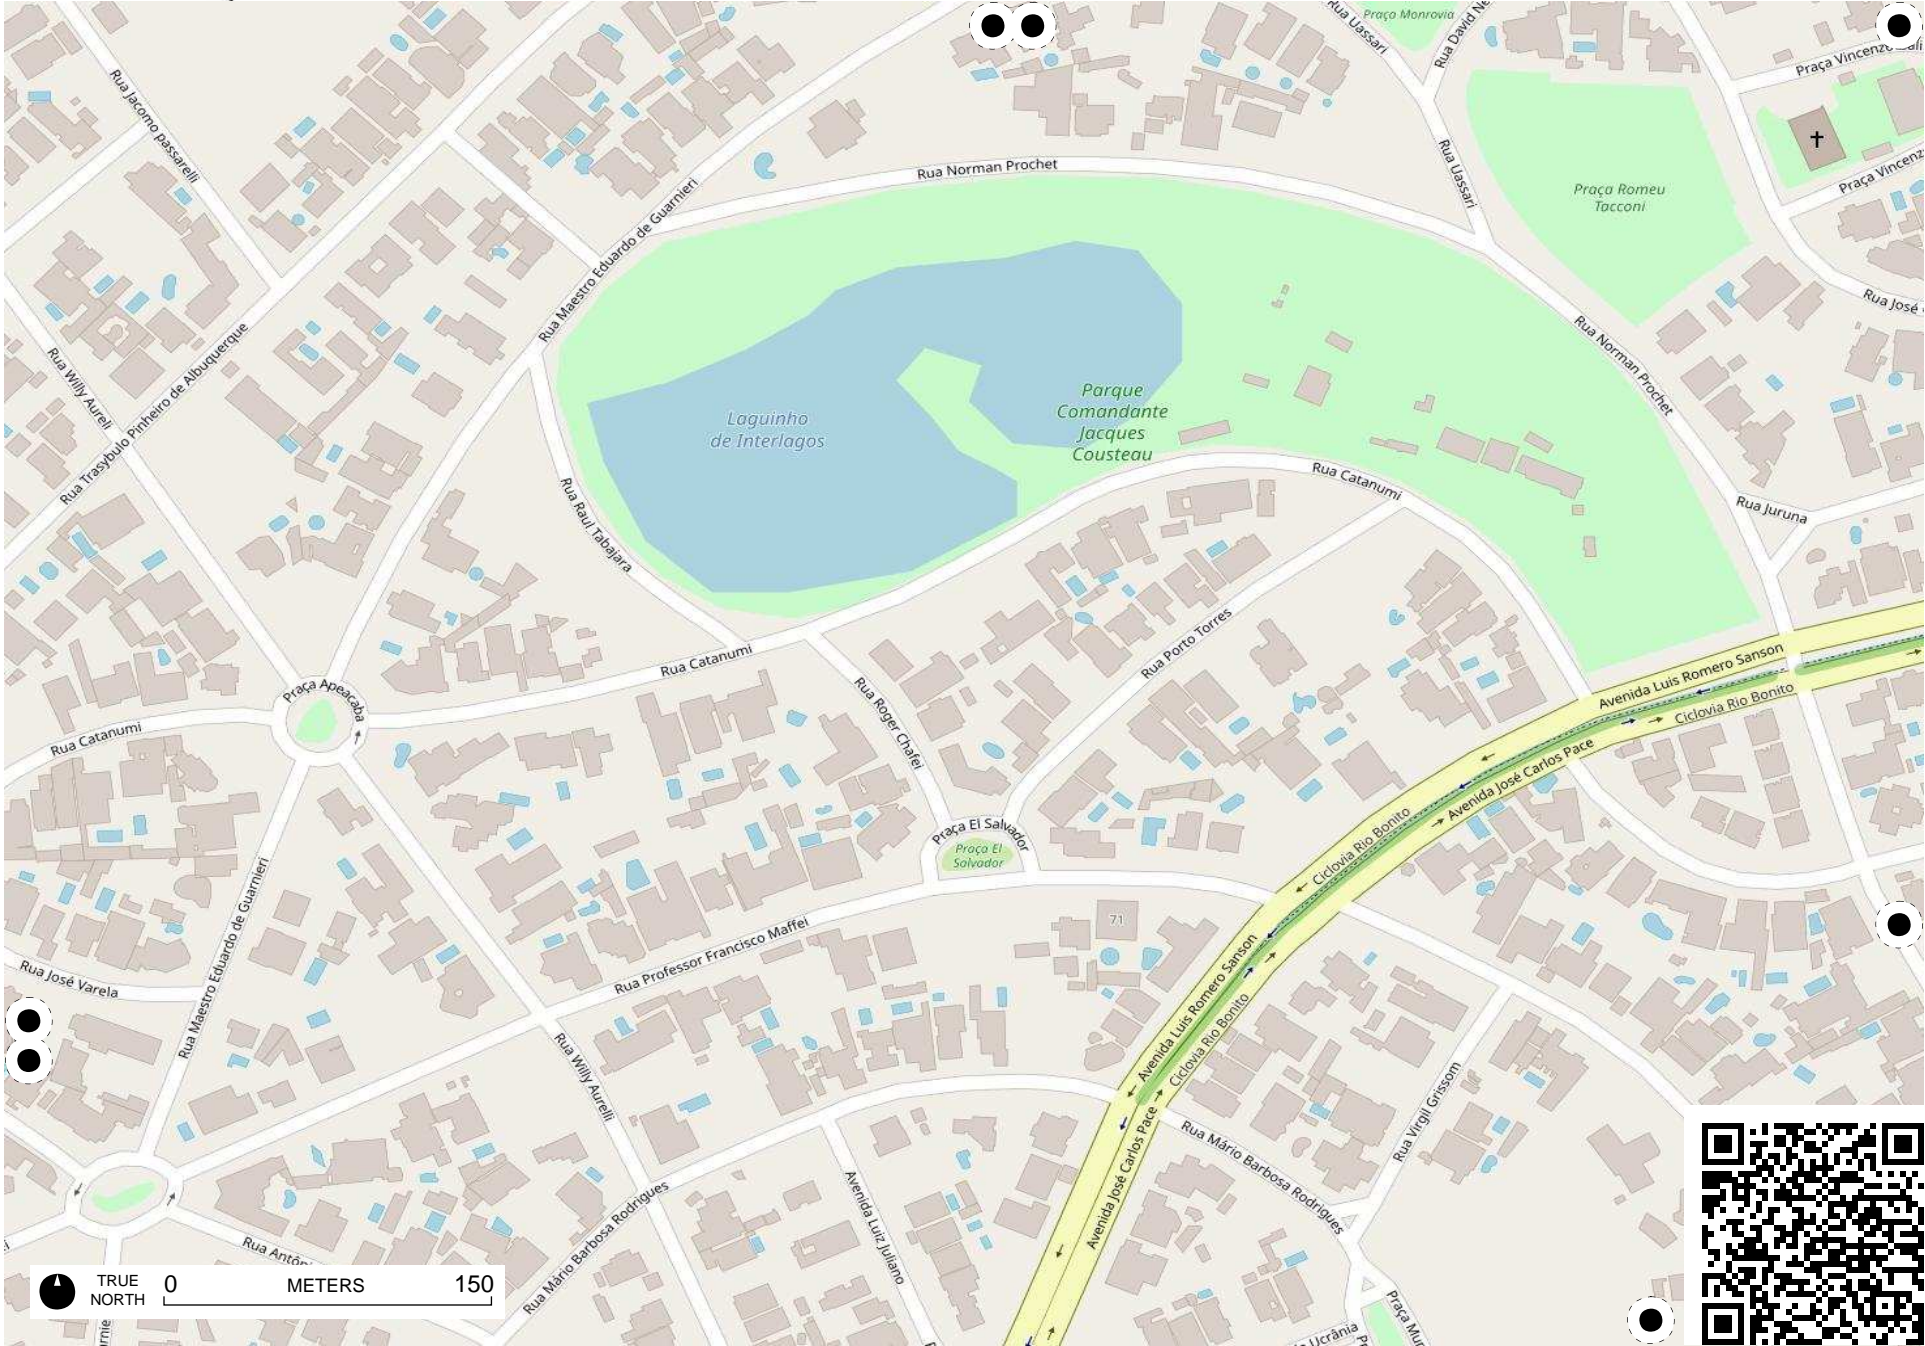 Praça Monrovia
Rua Uassari
Rua David Ne
Praça Vincenzo
Rua Jacomo passarelli
Rua Norman Prochet
Rua Uassari
Praça Romeu
Tacconi
Praça Vincenz
Rua Maestro Eduardo de Guarnieri
Rua José
Rua Willy Aureli
Rua Trasybulo Pinheiro de Albuquerque
Rua Norman Prochet
Laguinho
de Interlagos
Parque
Comandante
Jacques
Cousteau
Rua Catanumi
Rua Raul Tabajara
Rua Juruna
Rua Porto Torres
Rua Catanumi
Praça Apeacaba
Rua Catanumi
Rua Roger Chafei
Avenida Luis Romero Sanson
Ciclovia Rio Bonito
Avenida José Carlos Pace
Praça El Salvador
Praça El
Salvador
Ciclovia Rio Bonito
71
Rua Maestro Eduardo de Guarnieri
Rua Professor Francisco Maffei
Rua José Varela
Avenida Luis Romero Sanson
Ciclovia Rio Bonito
Rua Willy Aurelli
Rua Virgil Grissom
Avenida José Carlos Pace
Rua Mário Barbosa Rodrigues
Rua Mário Barbosa Rodrigues
Avenida Luiz Juliano
Rua Antôni
TRUE
NORTH
0 METERS 150
Ucrânia
Praça Mur